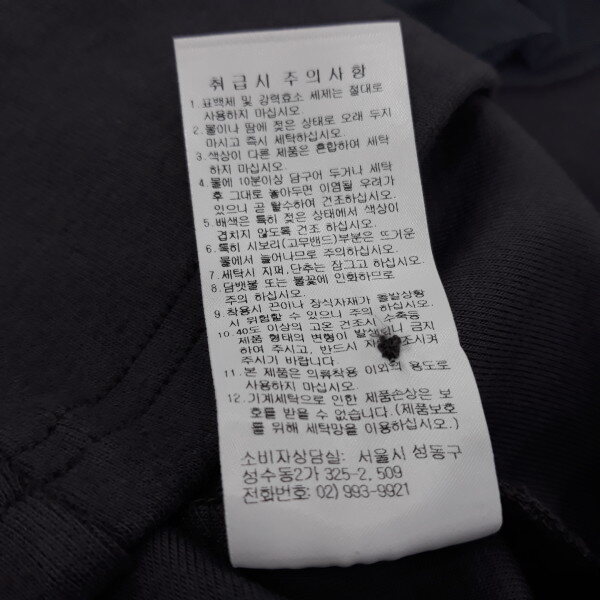 취급시 주의사항
1. 표백제 및 강력효소 세제는 절대로
사용하지 마십시오.
2. 물이나 땀에 젖은 상태로 오래 두지
마시고 즉시 세탁하십시오.
3. 색상이 다른 제품은 혼합하여 세탁
하지 마십시오.
4. 물에 10분이상 담구어 두거나 세탁
후 그대로 놓아두면 이염될 우려가
있으니 곧 탈수하여 건조하십시오.
5. 배색은 특히 젖은 상태에서 색상이
겹치지 않도록 건조 하십시오.
6. 특히 시보리(고무밴드)부분은 뜨거운
물에서 늘어나므로 주의하십시오.
7. 세탁시 지퍼, 단추는 잠그고 하십시오.
8. 담뱃불 또는 불꽃에 인화하므로
주의 하십시오.
9 착용시 끈이나 장식자재가 돌발상황
시 위험할 수 있으니 주의 하십시오.
10. 40도 이상의 고온 건조시 수축등
제품 형태의 변형이 발생되니 금지
하여 주시고, 반드시 건조시켜
주시기 바랍니다.
11. 본 제품은 의류착용 이외의 용도로
사용하지 마십시오.
12. 기계세탁으로 인한 제품손상은 보
호를 받을 수 없습니다.(제품보호
를 위해 세탁망을 이용하십시오.)
소비자상담실: 서울시 성동구
성수동2가 325-2, 509
전화번호: 02) 993-9921